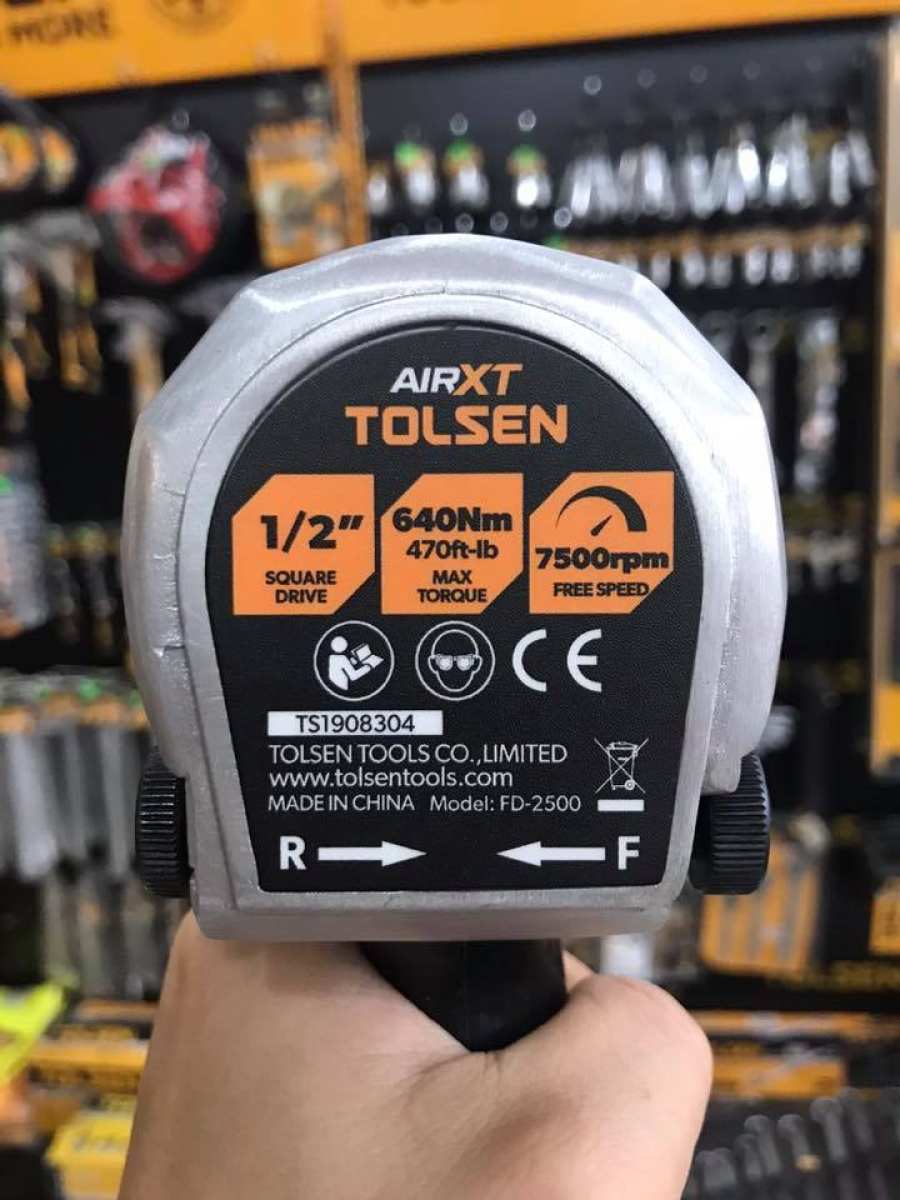 MORE
AIRXT
TOLSEN
1/2"
SQUARE
DRIVE
640Nm
470ft-lb
MAX
TORQUE
7500rpm
FREE SPEED
CE
TS1908304
TOLSEN TOOLS CO.,LIMITED
www.tolsentools.com
MADE IN CHINA Model: FD-2500
R F